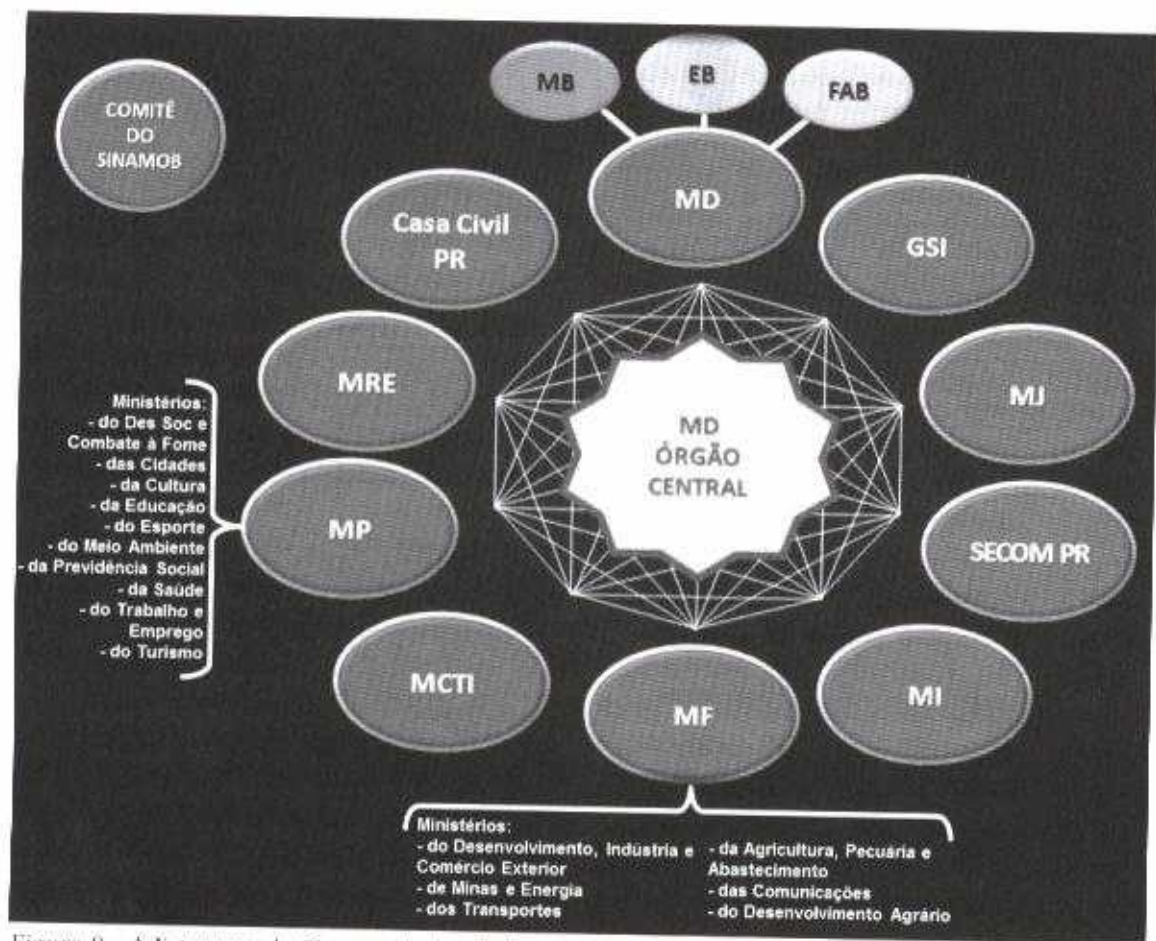 COMITÊ
DO
SINAMOB
MB
EB
FAB
MD
Casa Civil
PR
GSI
MRE
MJ
MD
ÓRGÃO
CENTRAL
MP
SECOM PR
MCTI
MF
MI
Ministérios:
- do Des Soc e
Combate à Fome
- das Cidades
- da Cultura
- da Educação
- do Esporte
- do Meio Ambiente
- da Previdência Social
- da Saúde
- do Trabalho e
Emprego
- do Turismo
Ministérios:
- do Desenvolvimento, Indústria e
Comércio Exterior
- de Minas e Energia
- dos Transportes
- da Agricultura, Pecuária e
Abastecimento
- das Comunicações
- do Desenvolvimento Agrário